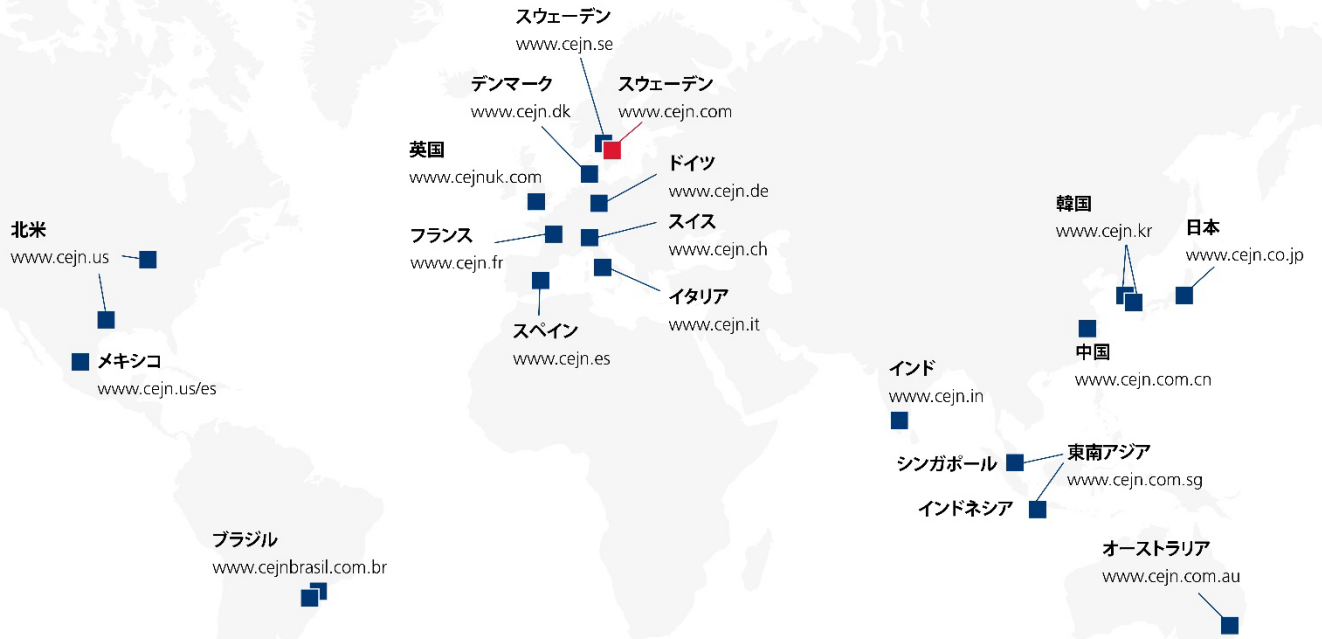 スウェーデン
www.cejn.se
デンマーク
www.cejn.dk
スウェーデン
www.cejn.com
英国
www.cejnuk.com
ドイツ
www.cejn.de
フランス
www.cejn.fr
スイス
www.cejn.ch
イタリア
www.cejn.it
スペイン
www.cejn.es
北米
www.cejn.us
メキシコ
www.cejn.us/es
ブラジル
www.cejnbrasil.com.br
韓国
www.cejn.kr
日本
www.cejn.co.jp
中国
www.cejn.com.cn
インド
www.cejn.in
シンガポール
東南アジア
www.cejn.com.sg
インドネシア
オーストラリア
www.cejn.com.au